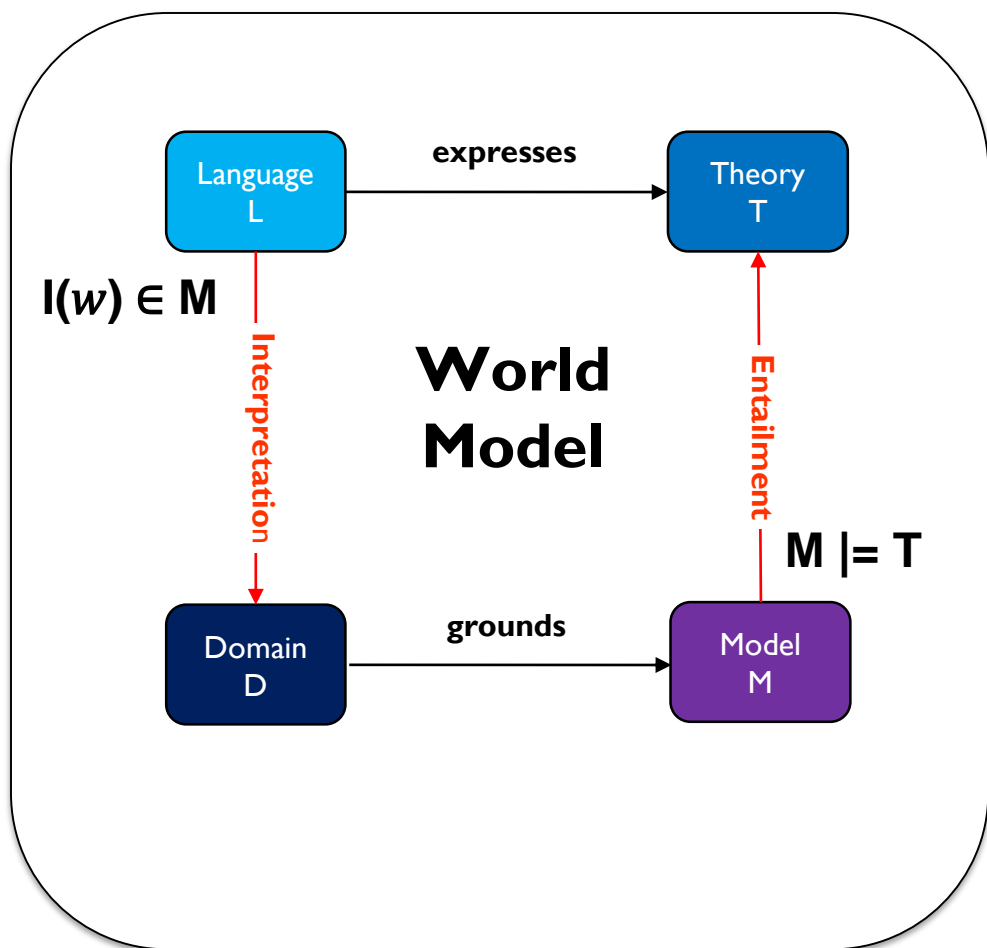 expresses
Language
L
Theory
T
I(w) ∈ M
Interpretation
World
Model
Entailment
M |= T
grounds
Domain
D
Model
M